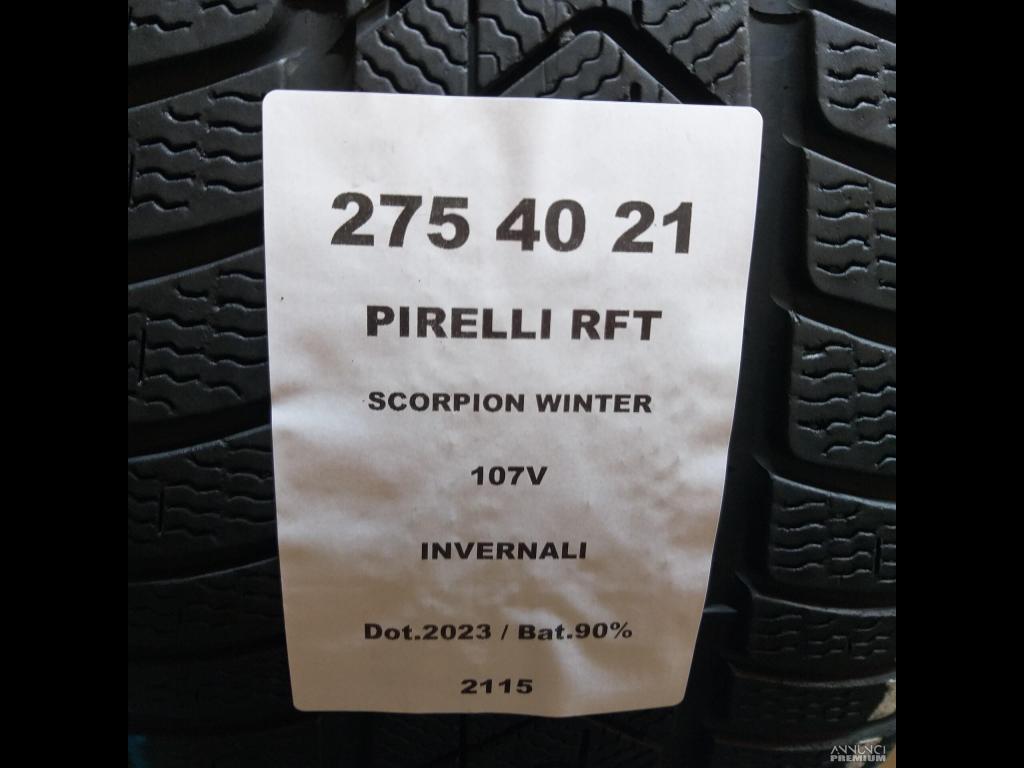 275 40 21
PIRELLI RFT
SCORPION WINTER
107V
INVERNALI
Dot.2023 / Bat.90%
2115
ANNUNCI
PREMIUM